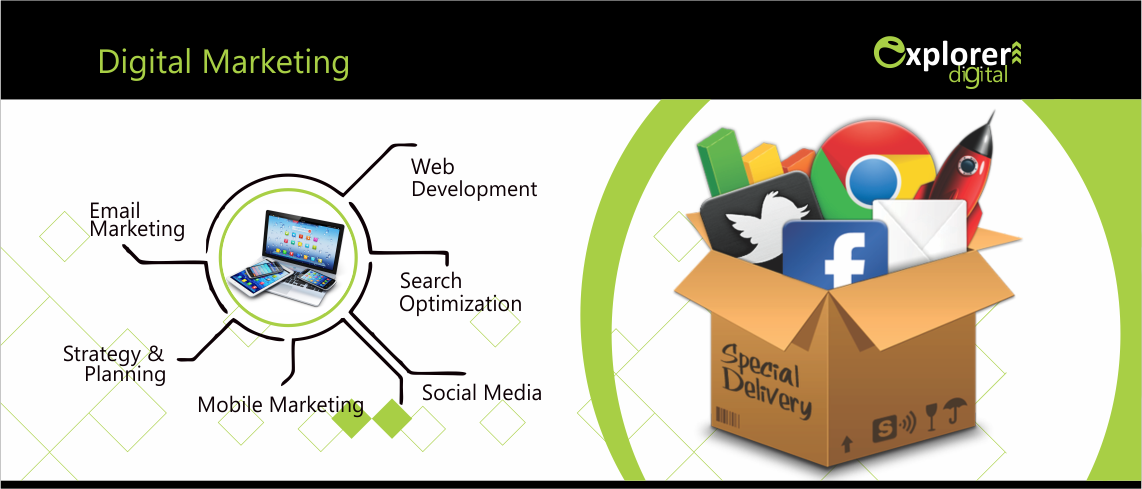 Digital Marketing
explorer
digital
Web
Development
Email
Marketing
Search
Optimization
Strategy &
Planning
Mobile Marketing
Social Media
f
Special
Delivery
S